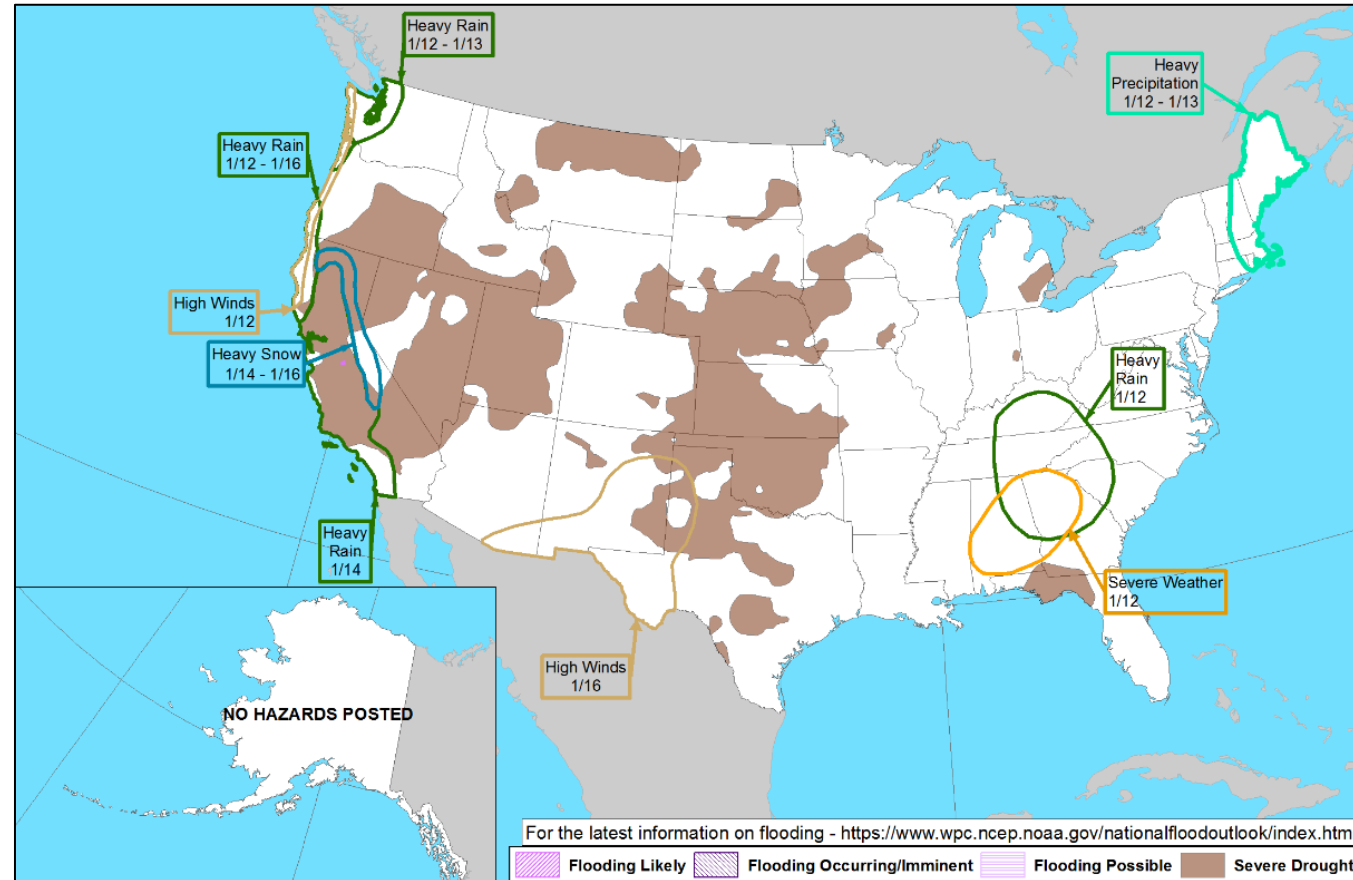 Heavy Rain
1/12 - 1/13
Heavy
Precipitation
1/12 - 1/13
Heavy Rain
1/12 - 1/16
High Winds
1/12
Heavy Snow
1/14 - 1/16
Heavy
Rain
1/12
Heavy
Rain
1/14
Severe Weather
1/12
High Winds
1/16
NO HAZARDS POSTED
For the latest information on flooding - https://www.wpc.ncep.noaa.gov/nationalfloodoutlook/index.htm
Flooding Likely Flooding Occurring/Imminent Flooding Possible Severe Drought